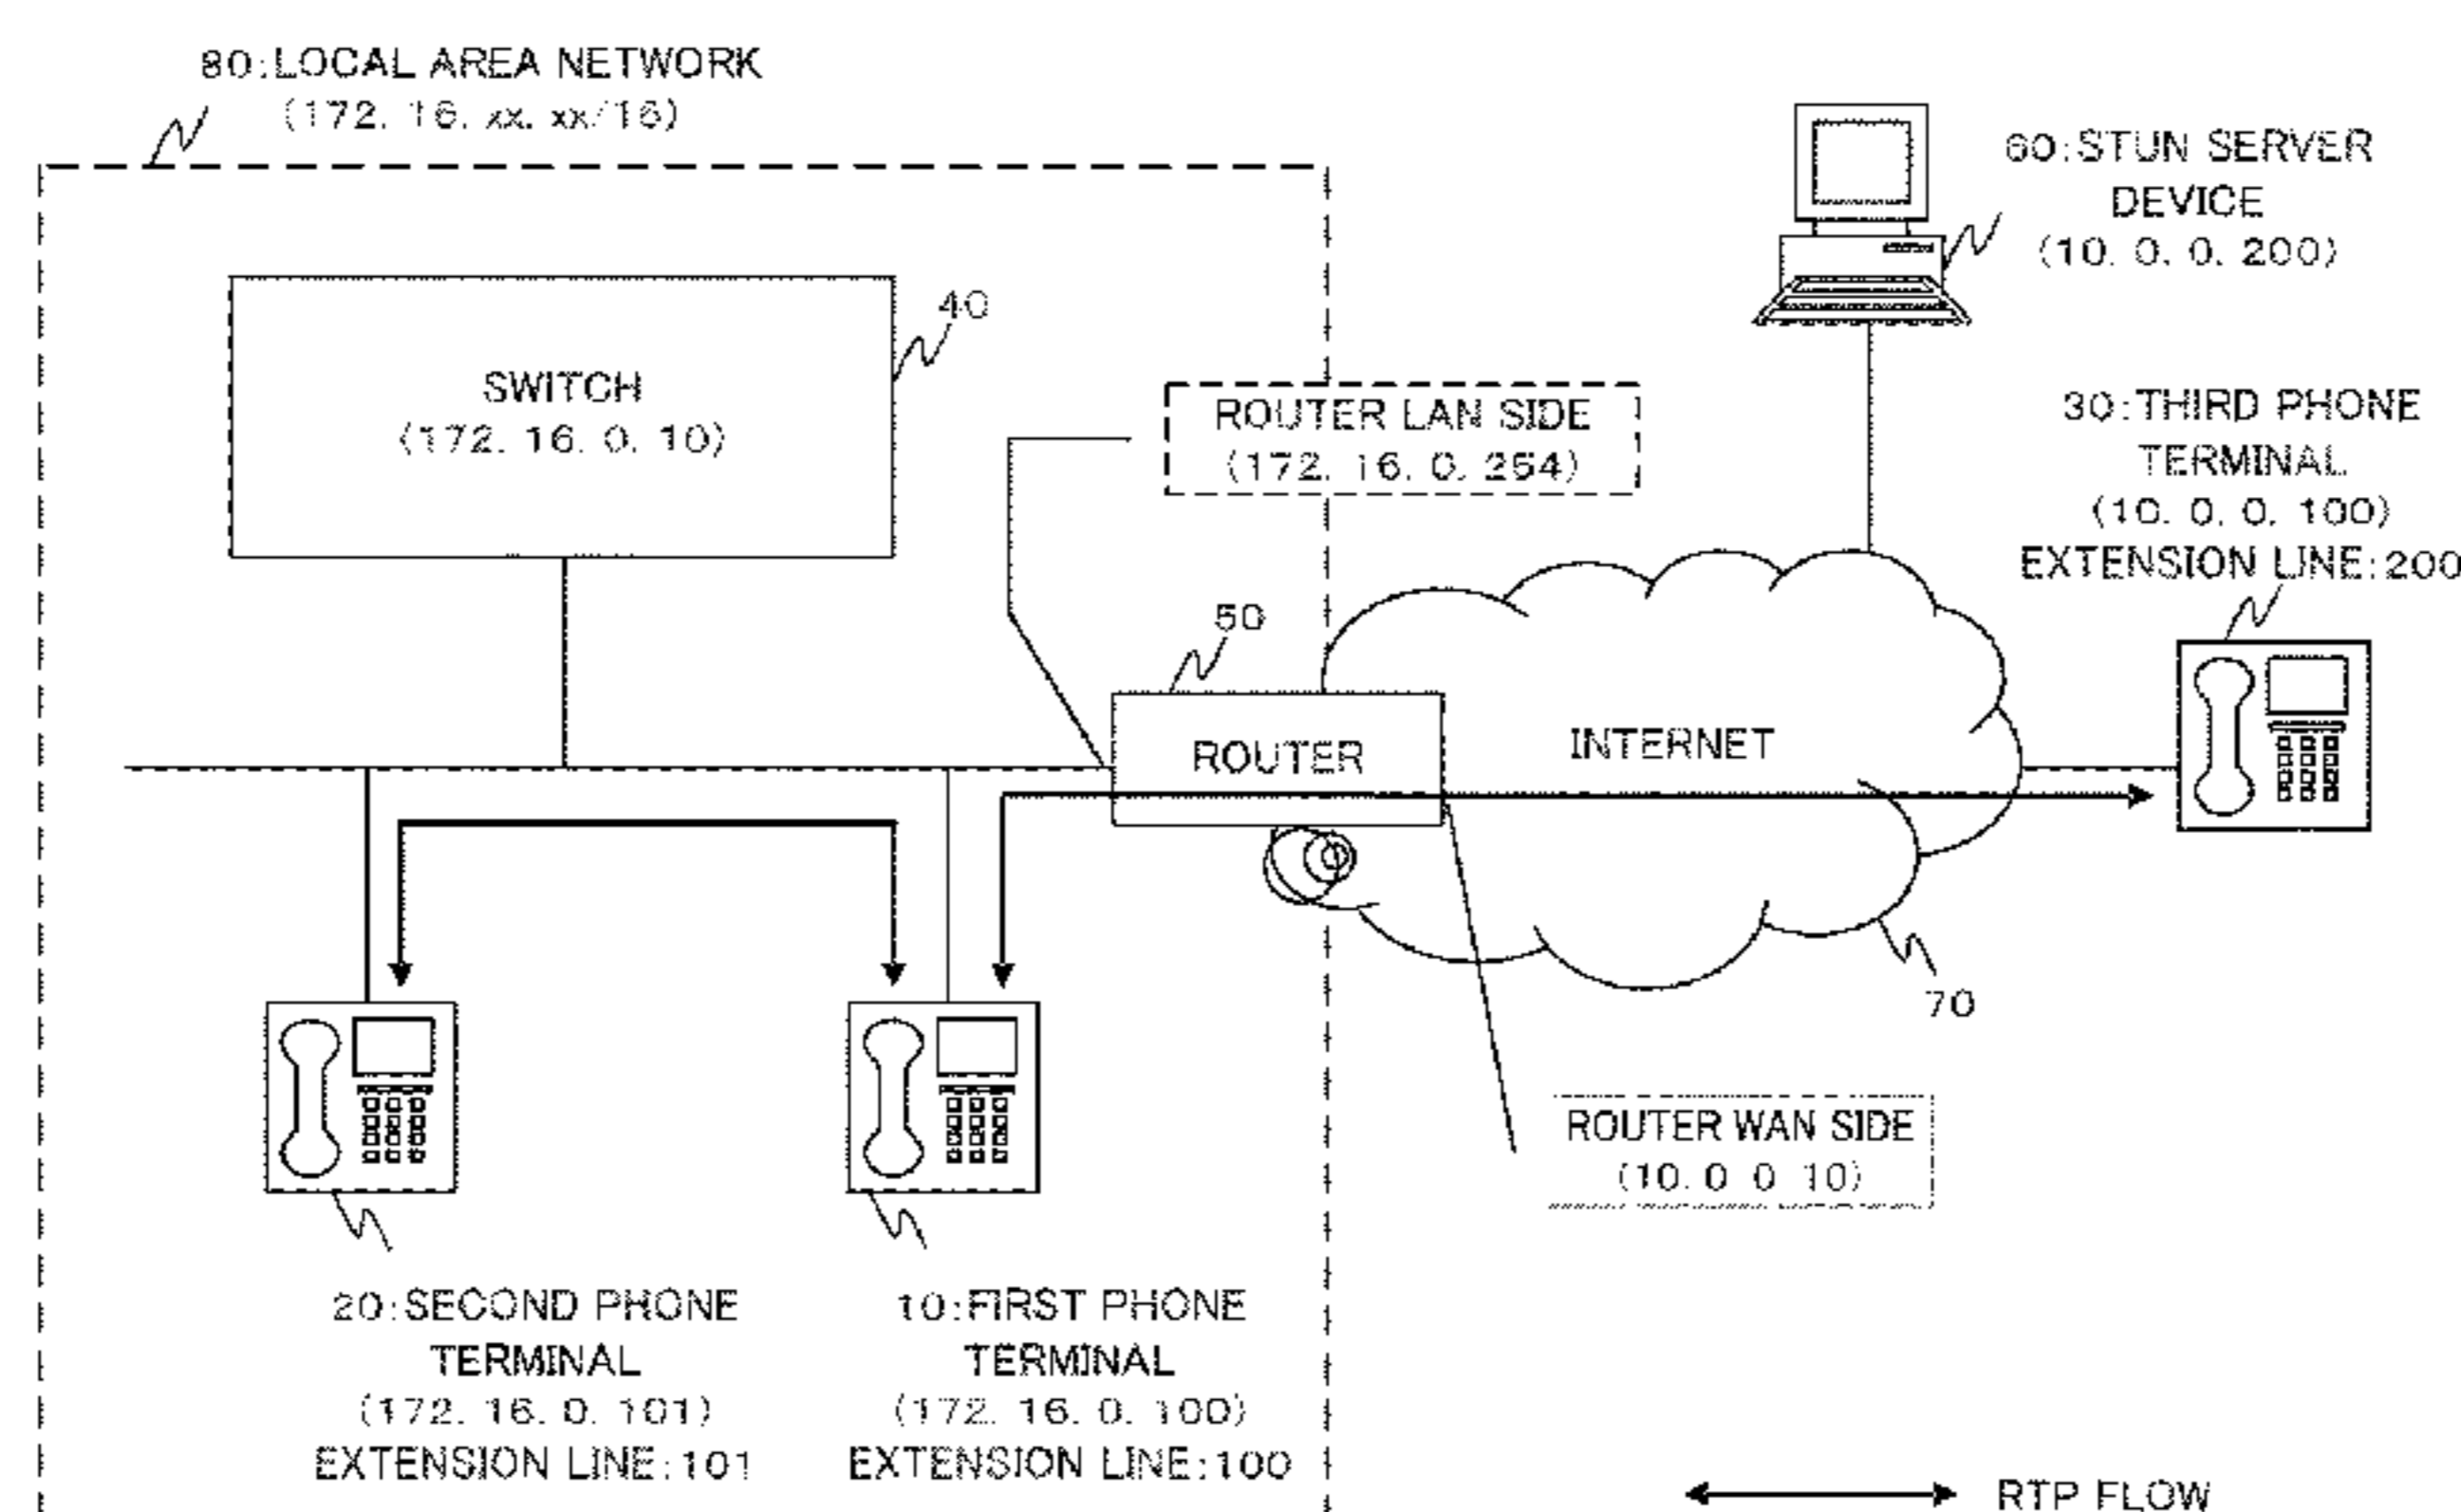 80:LOCAL AREA NETWORK
(172. 16. xx. xx/16)
60:STUN SERVER
DEVICE
(10. 0. 0. 200)
40
SWITCH
(172. 16. 0. 10)
ROUTER LAN SIDE
(172. 16. 0. 254)
30:THIRD PHONE
TERMINAL
(10. 0. 0. 100)
EXTENSION LINE:200
50
ROUTER
INTERNET
70
ROUTER WAN SIDE
(10. 0 0 10)
20:SECOND PHONE
TERMINAL
(172. 16. 0. 101)
EXTENSION LINE:101
10:FIRST PHONE
TERMINAL
(172. 16. 0. 100)
EXTENSION LINE:100
RTP FLOW